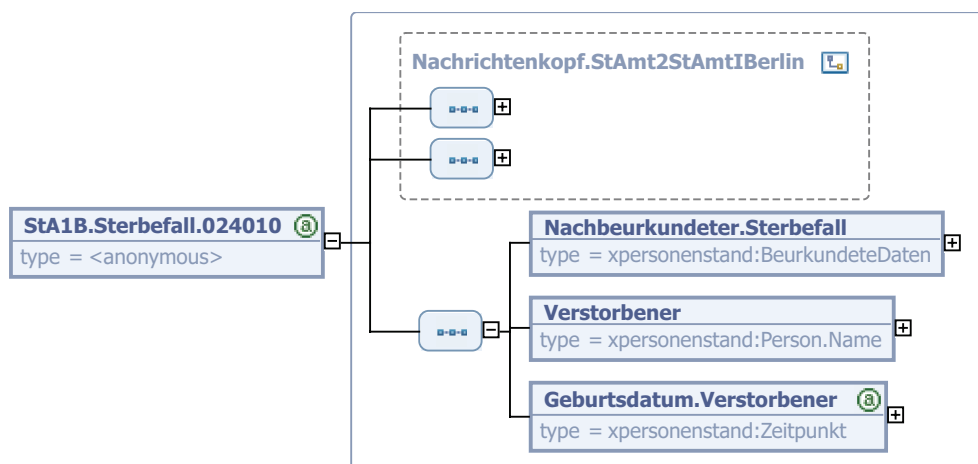 Nachrichtenkopf.StAmt2StAmtIBerlin
StA1B.Sterbefall.024010 a
type = <anonymous>
Nachbeurkundeter.Sterbefall
type = xpersonenstand:BeurkundeteDaten
Verstorbener
type = xpersonenstand:Person.Name
Geburtsdatum.Verstorbener a
type = xpersonenstand:Zeitpunkt